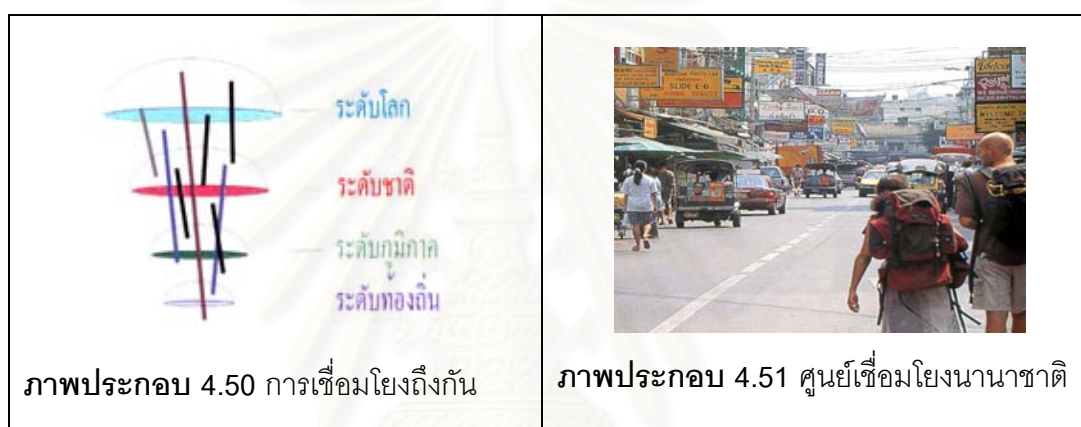 ระดับโลก
ระดับชาติ
ระดับภูมิภาค
ระดับท้องถิ่น
ภาพประกอบ 4.50 การเชื่อมโยงถึงกัน
SLIDE E-6
Welcome
Royal
WELCOME
ภาพประกอบ 4.51 ศูนย์เชื่อมโยงนานาชาติ